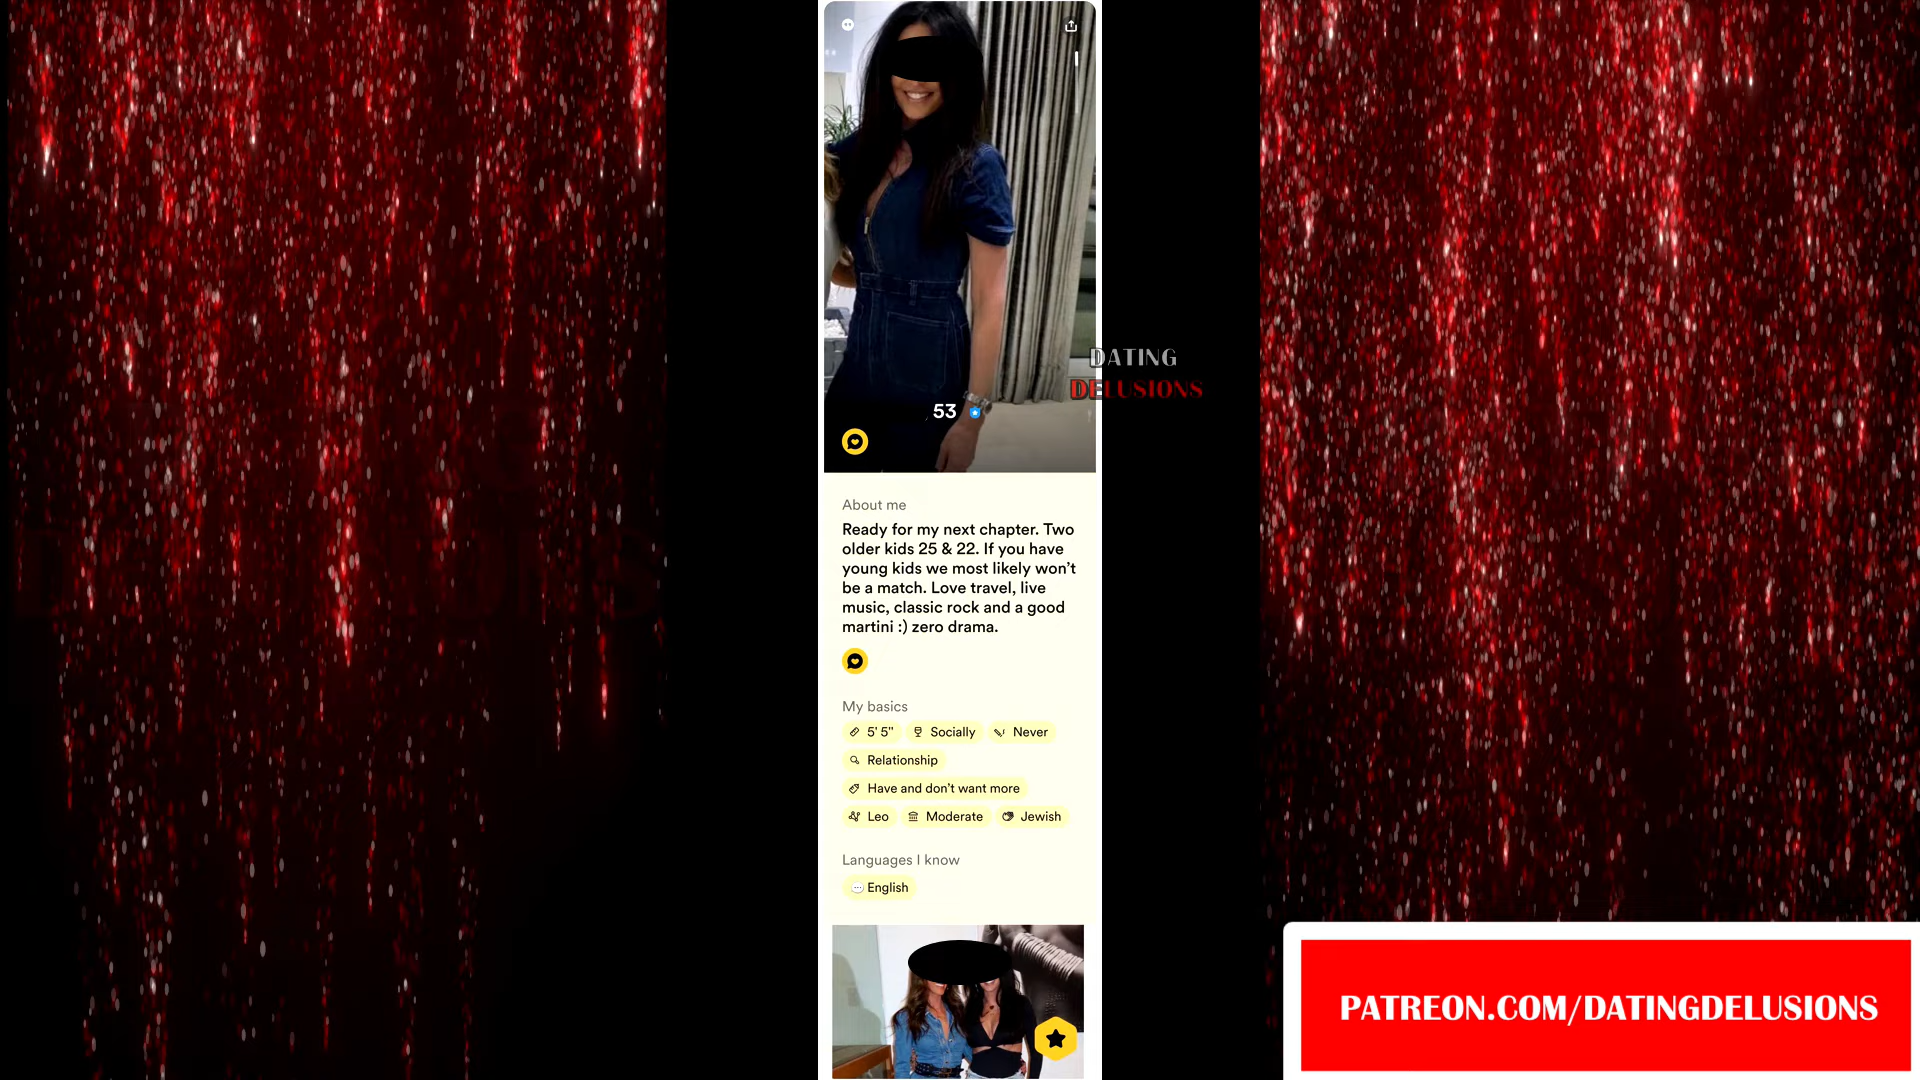 53
About me
Ready for my next chapter. Two
older kids 25 & 22. If you have
young kids we most likely won't
be a match. Love travel, live
music, classic rock and a good
martini :) zero drama.
My basics
5' 5" Socially Never
Relationship
Have and don't want more
Leo Moderate Jewish
Languages I know
English
DATING
DELUSIONS
PATREON.COM/DATINGDELUSIONS